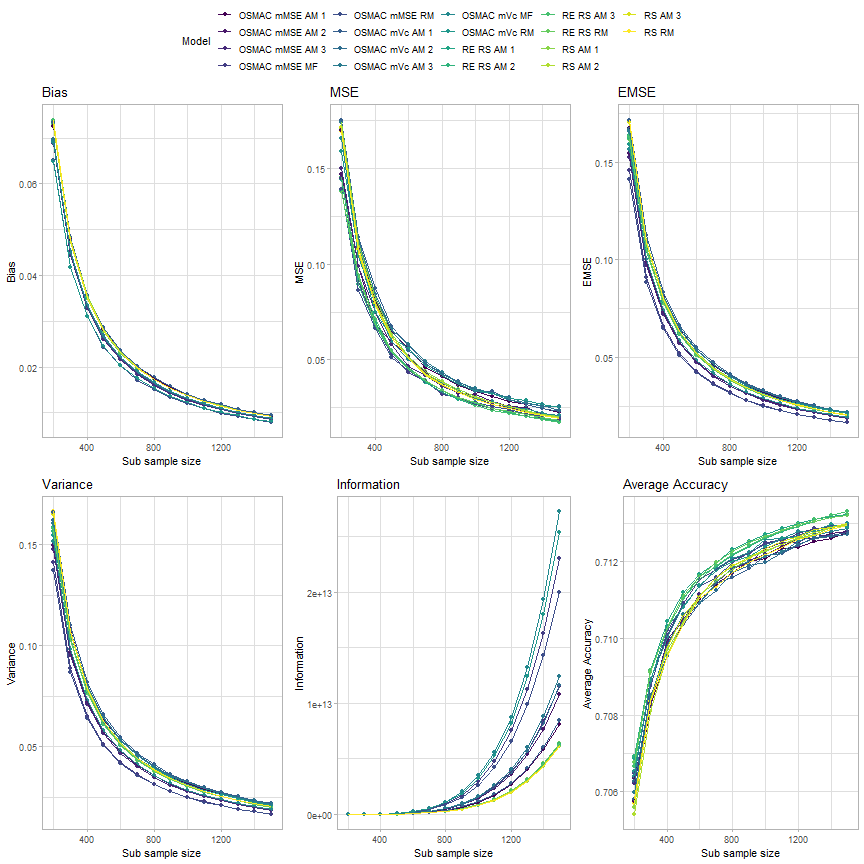 Model
OSMAC mMSE AM 1
OSMAC mMSE AM 2
OSMAC mMSE AM 3
OSMAC mMSE MF
OSMAC mMSE RM
OSMAC mVc AM 1
OSMAC mVc AM 2
OSMAC mVc AM 3
OSMAC mVc MF
OSMAC mVc RM
RE RS AM 1
RE RS AM 2
RE RS AM 3
RE RS RM
RS AM 1
RS AM 2
RS AM 3
RS RM
Bias
Bias
0.06
0.04
0.02
400
800
1200
Sub sample size
MSE
MSE
0.15
0.10
0.05
400
800
1200
Sub sample size
EMSE
EMSE
0.15
0.10
0.05
400
800
1200
Sub sample size
Variance
Variance
0.15
0.10
0.05
400
800
1200
Sub sample size
Information
Information
2e+13
1e+13
0e+00
400
800
1200
Sub sample size
Average Accuracy
Average Accuracy
0.712
0.710
0.708
0.706
400
800
1200
Sub sample size